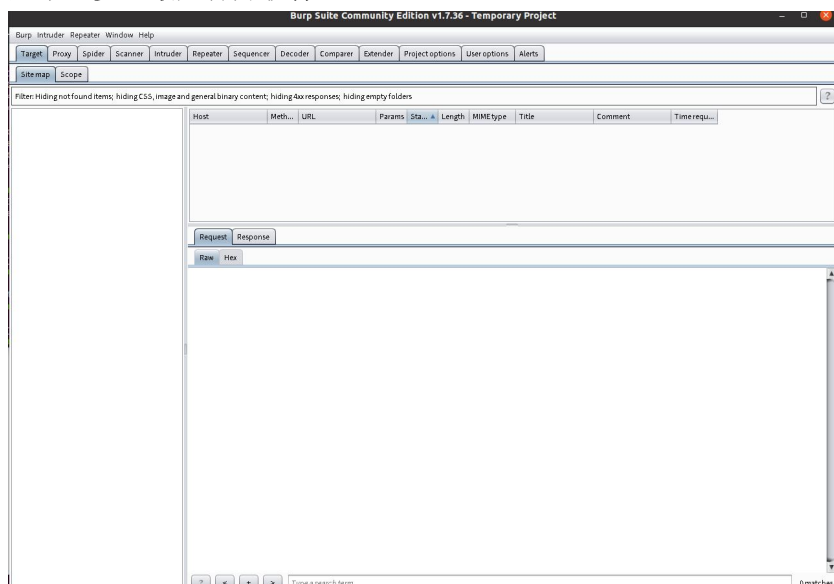 Burp Suite Community Edition v1.7.36 - Temporary Project
Burp Intruder Repeater Window Help
Target Proxy Spider Scanner Intruder Repeater Sequencer Decoder Comparer Extender Project options User options Alerts
Site map Scope
Filter: Hiding not found items; hiding CSS, image and general binary content; hiding 4xx responses; hiding empty folders ?
Host Meth... URL Params Sta... Length MIME type Title Comment Time requ...
Request Response
Raw Hex
? < + > Type a search term 0 matches